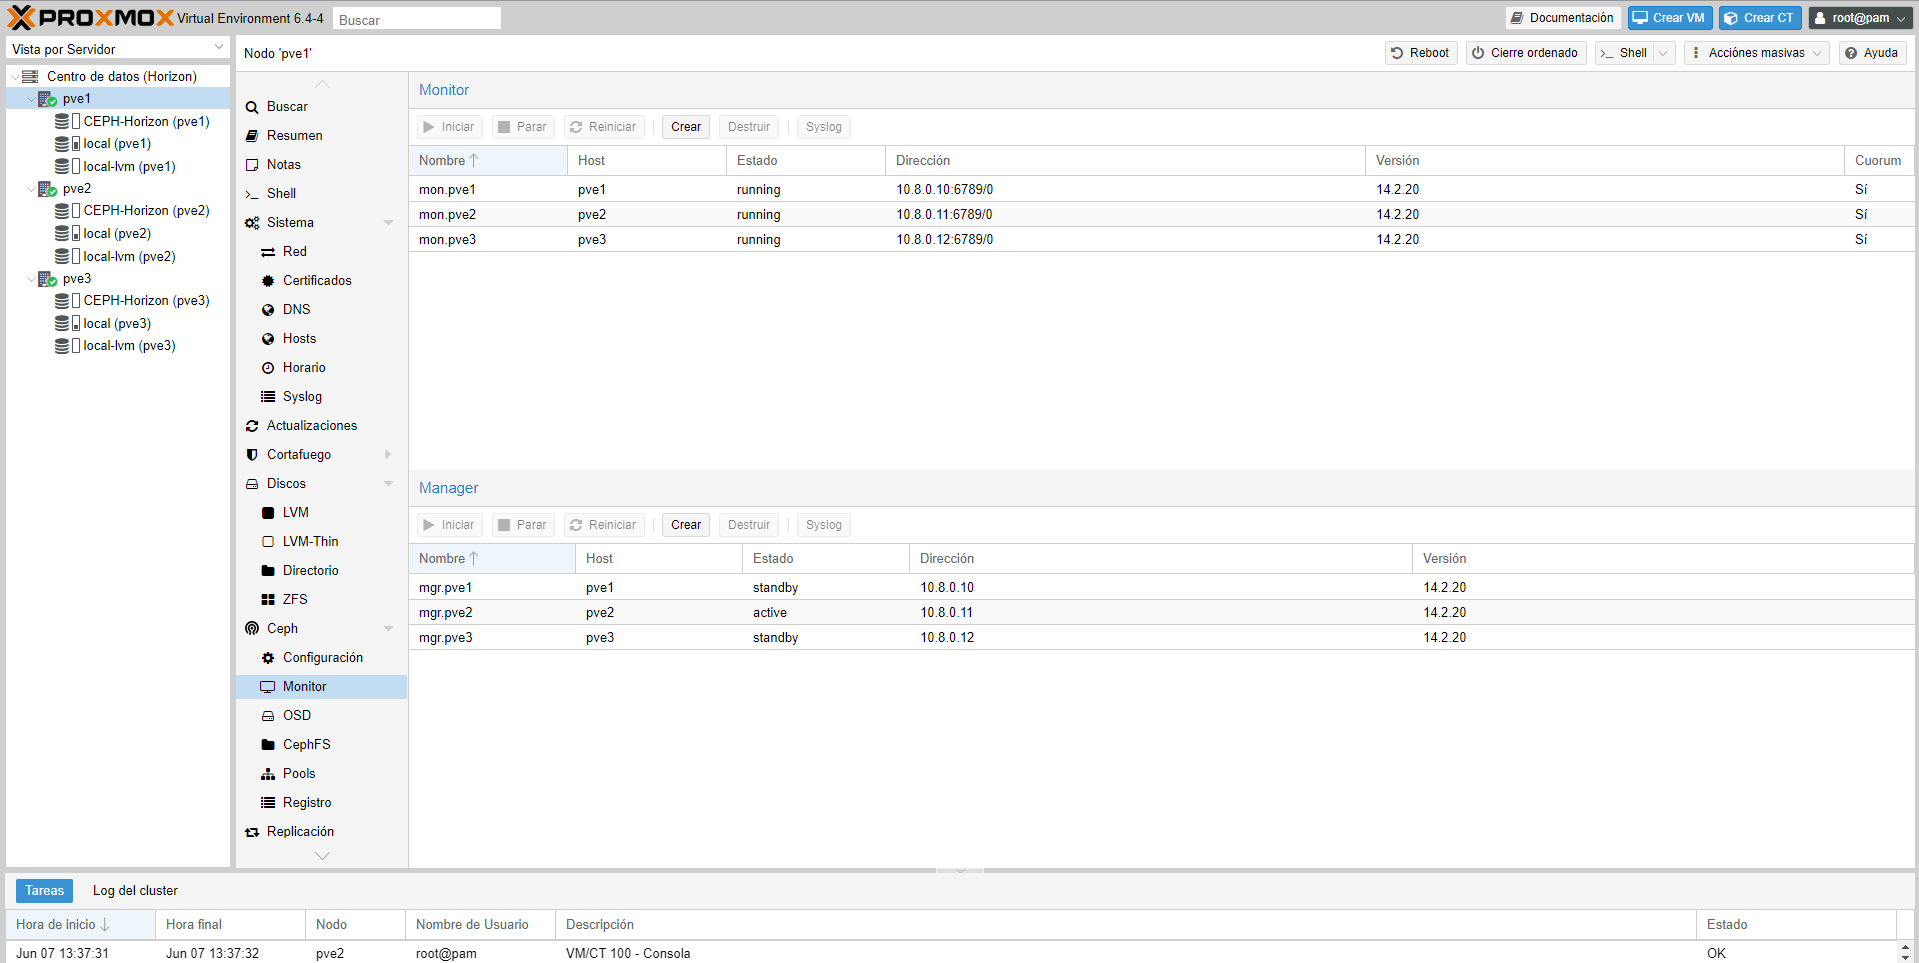 PROXMOX Virtual Environment 6.4-4 Buscar Documentación Crear VM Crear CT root@pam
Vista por Servidor
Nodo 'pve1' Reboot Cierre ordenado Shell Acciónes masivas Ayuda
Centro de datos (Horizon)
pve1
CEPH-Horizon (pve1)
local (pve1)
local-lvm (pve1)
pve2
CEPH-Horizon (pve2)
local (pve2)
local-lvm (pve2)
pve3
CEPH-Horizon (pve3)
local (pve3)
local-lvm (pve3)
Buscar
Resumen
Notas
Shell
Sistema
Red
Certificados
DNS
Hosts
Horario
Syslog
Actualizaciones
Cortafuego
Discos
LVM
LVM-Thin
Directorio
ZFS
Ceph
Configuración
Monitor
OSD
CephFS
Pools
Registro
Replicación
Monitor
Iniciar Parar Reiniciar Crear Destruir Syslog
Nombre Host Estado Dirección Versión Cuorum
mon.pve1 pve1 running 10.8.0.10:6789/0 14.2.20 Sí
mon.pve2 pve2 running 10.8.0.11:6789/0 14.2.20 Sí
mon.pve3 pve3 running 10.8.0.12:6789/0 14.2.20 Sí
Manager
Iniciar Parar Reiniciar Crear Destruir Syslog
Nombre Host Estado Dirección Versión
mgr.pve1 pve1 standby 10.8.0.10 14.2.20
mgr.pve2 pve2 active 10.8.0.11 14.2.20
mgr.pve3 pve3 standby 10.8.0.12 14.2.20
Tareas Log del cluster
Hora de inicio Hora final Nodo Nombre de Usuario Descripción Estado
Jun 07 13:37:31 Jun 07 13:37:32 pve2 root@pam VM/CT 100 - Consola OK